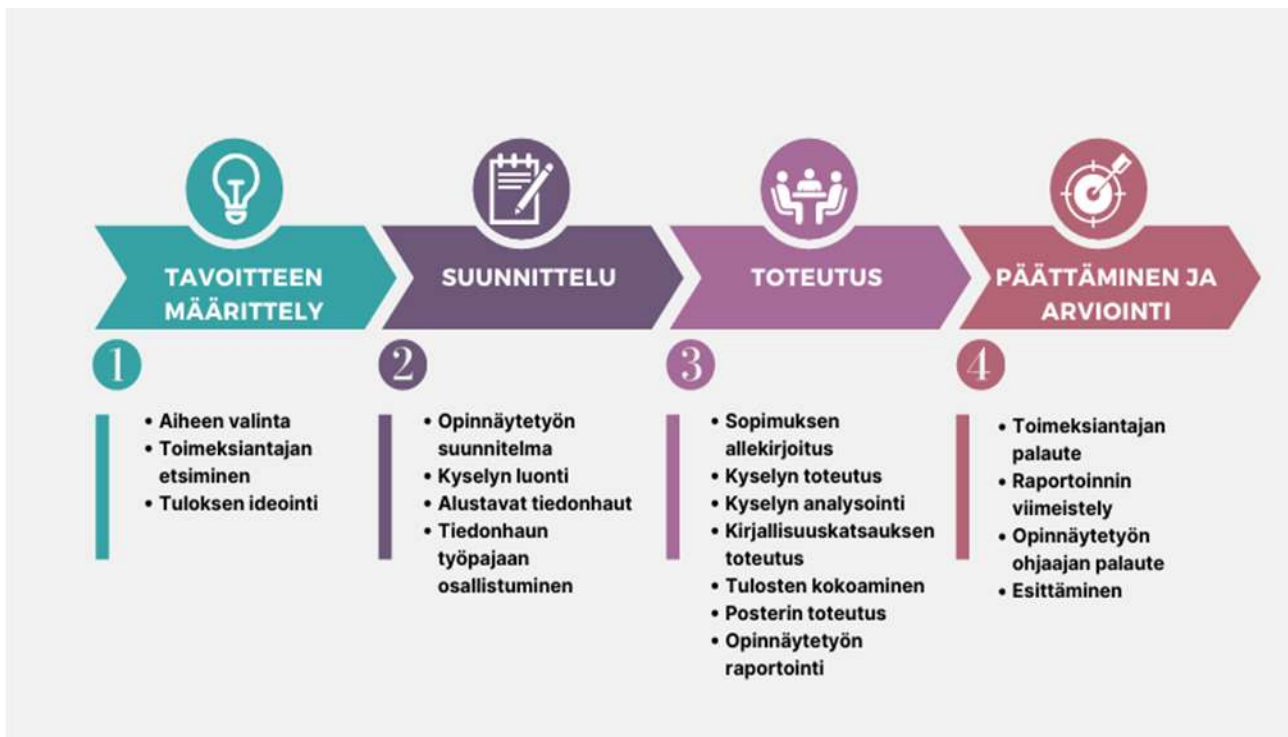 TAVOITTEEN
MÄÄRITTELY
1
• Aiheen valinta
• Toimeksiantajan
etsiminen
• Tuloksen ideointi
SUUNNITTELU
2
• Opinnäytetyön
suunnitelma
• Kyselyn luonti
• Alustavat tiedonhaut
• Tiedonhaun
työpajaan
osallistuminen
TOTEUTUS
3
• Sopimuksen
allekirjoitus
• Kyselyn toteutus
• Kyselyn analysointi
• Kirjallisuuskatsauksen
toteutus
• Tulosten kokoaminen
• Posterin toteutus
• Opinnäytetyön
raportointi
PÄÄTTÄMINEN JA
ARVIOINTI
4
• Toimeksiantajan
palaute
• Raportoinnin
viimeistely
• Opinnäytetyön
ohjaajan palaute
• Esittäminen